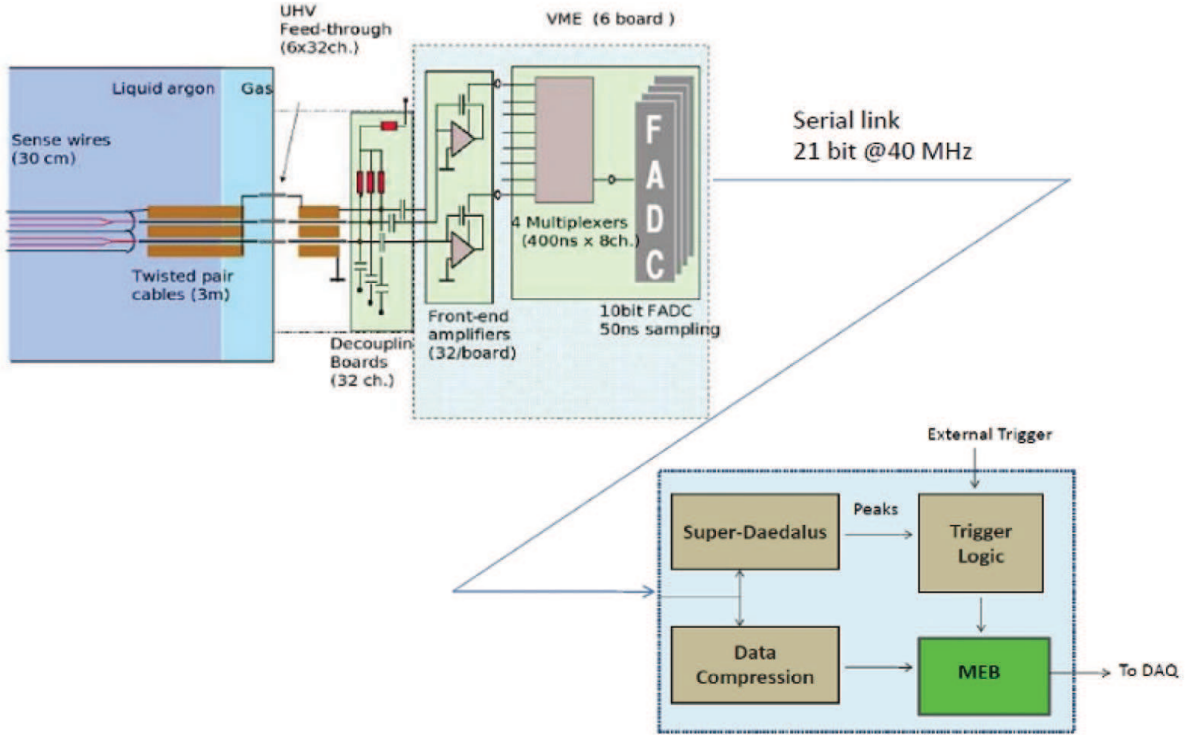 UHV
Feed-through
(6x32ch.)
VME (6 board )
Liquid argon
Gas
Sense wires
(30 cm)
Twisted pair
cables (3m)
Decouplin
Boards
(32 ch.)
Front-end
amplifiers
(32/board)
4 Multiplexers
(400ns x 8ch.)
F
A
D
C
10bit FADC
50ns sampling
Serial link
21 bit @40 MHz
External Trigger
Super-Daedalus
Peaks
Trigger
Logic
Data
Compression
MEB
To DAQ